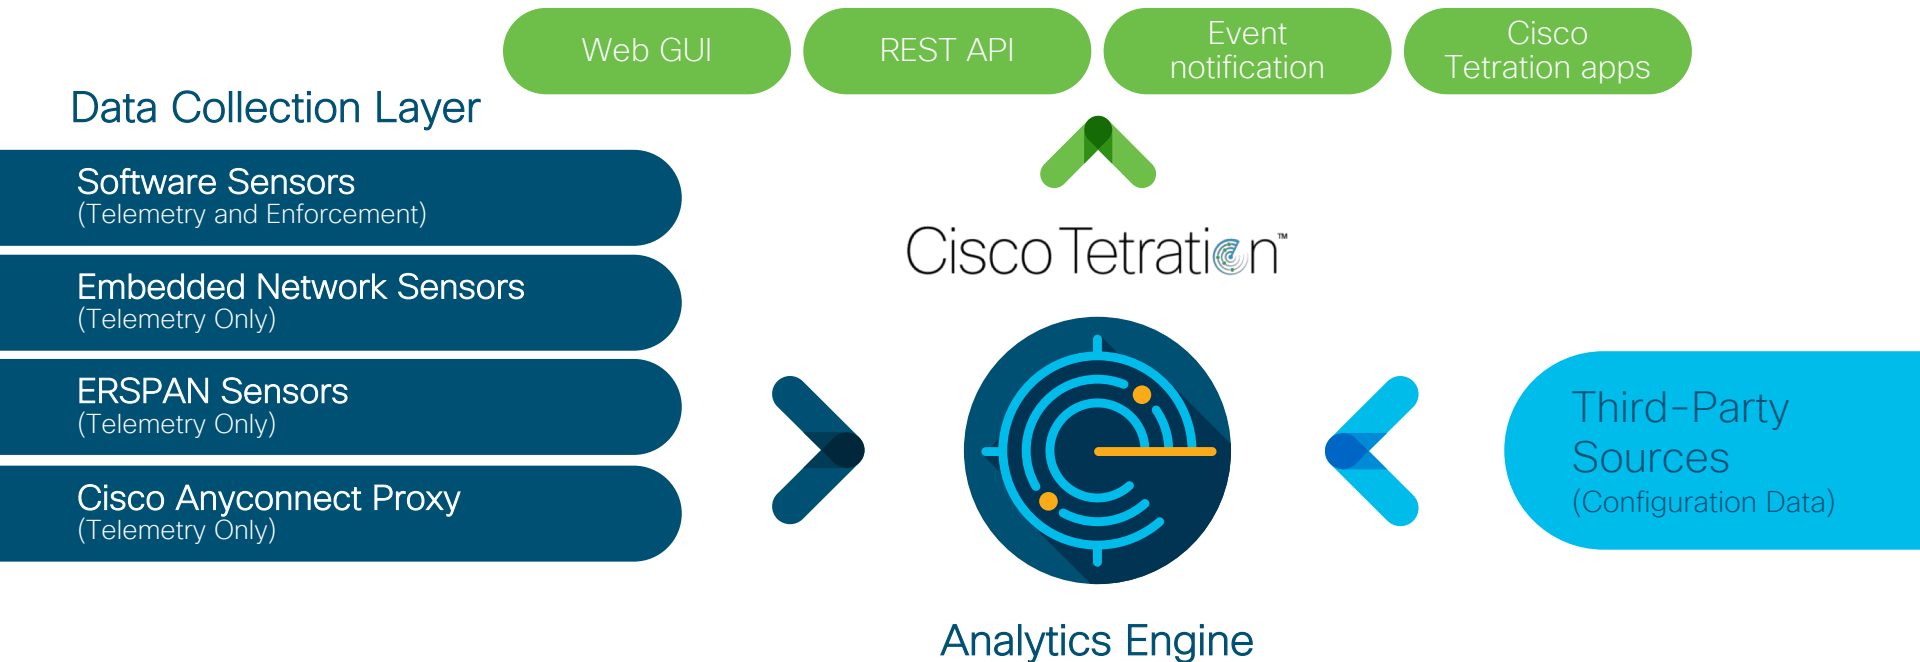 Web GUI
REST API
Event
notification
Cisco
Tetration apps
Data Collection Layer
Software Sensors
(Telemetry and Enforcement)
Embedded Network Sensors
(Telemetry Only)
ERSPAN Sensors
(Telemetry Only)
Cisco Anyconnect Proxy
(Telemetry Only)
Cisco Tetration™
Analytics Engine
Third-Party
Sources
(Configuration Data)